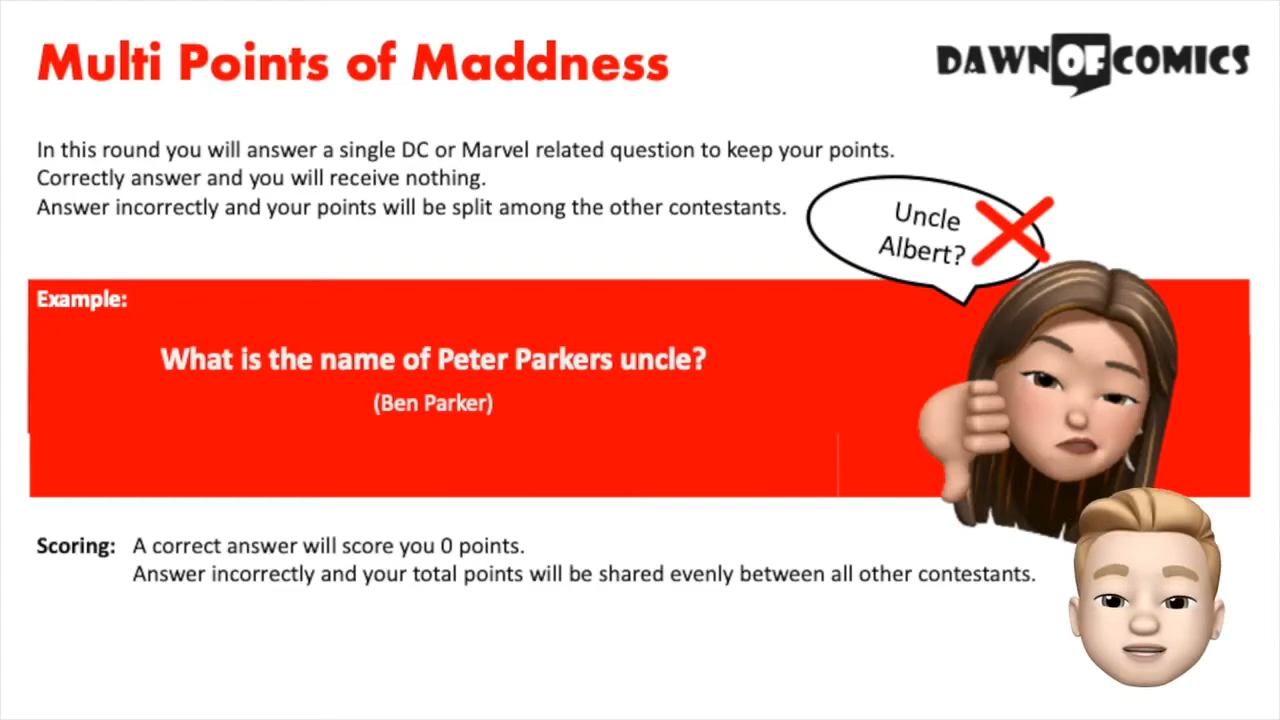 Multi Points of Maddness
DAWN OF COMICS
In this round you will answer a single DC or Marvel related question to keep your points.
Correctly answer and you will receive nothing.
Answer incorrectly and your points will be split among the other contestants.
Uncle
Albert?
Example:
What is the name of Peter Parkers uncle?
(Ben Parker)
Scoring: A correct answer will score you 0 points.
Answer incorrectly and your total points will be shared evenly between all other contestants.